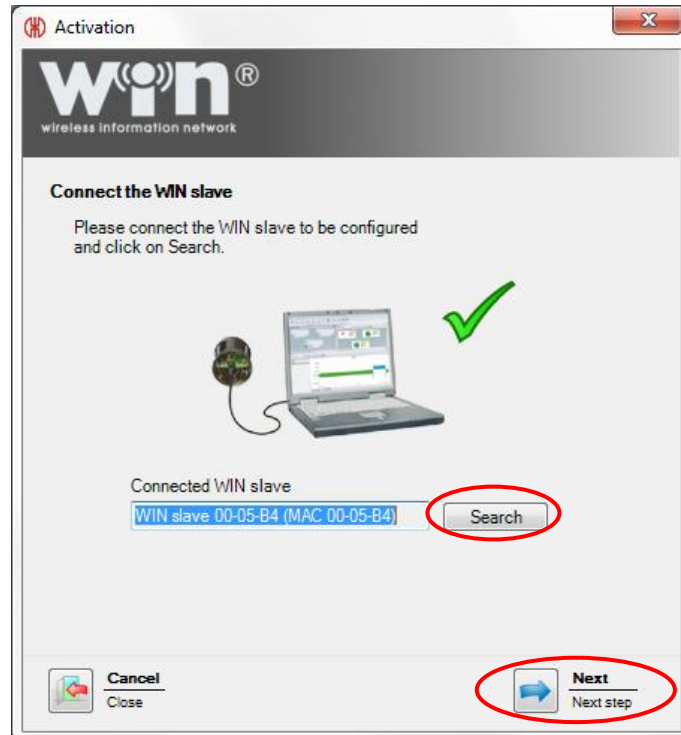 Activation
WIN®
wireless information network
Connect the WIN slave
Please connect the WIN slave to be configured
and click on Search.
Connected WIN slave
WIN slave 00-05-B4 (MAC 00-05-B4)
Search
Cancel
Close
Next
Next step